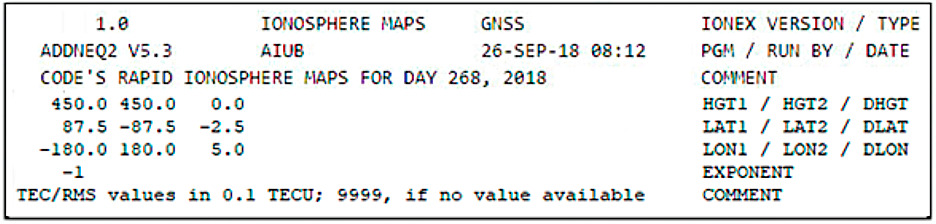 1.0 IONOSPHERE MAPS GNSS IONEX VERSION / TYPE
ADDNEQ2 V5.3 AIUB 26-SEP-18 08:12 PGM / RUN BY / DATE
CODE'S RAPID IONOSPHERE MAPS FOR DAY 268, 2018 COMMENT
450.0 450.0 0.0 HGT1 / HGT2 / DHGT
87.5 -87.5 -2.5 LAT1 / LAT2 / DLAT
-180.0 180.0 5.0 LON1 / LON2 / DLON
-1 EXPONENT
TEC/RMS values in 0.1 TECU; 9999, if no value available COMMENT